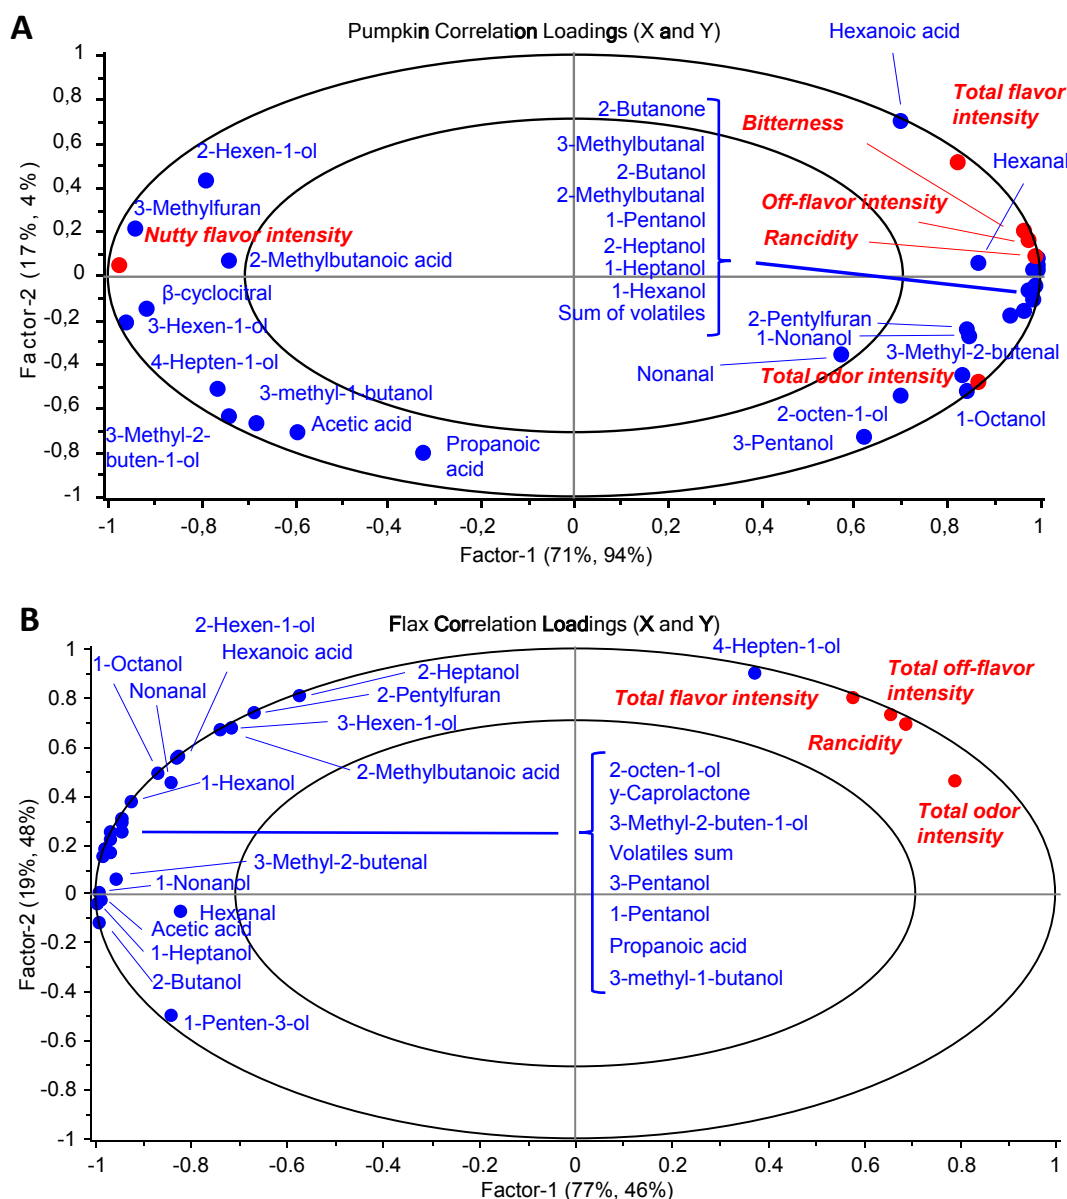 A
Pumpkin Correlation Loadings (X and Y)
Hexanoic acid
Total flavor
intensity
Bitterness
Hexanal
2-Butanone
3-Methylbutanal
2-Butanol
2-Methylbutanal
1-Pentanol
2-Heptanol
1-Heptanol
1-Hexanol
Sum of volatiles
Off-flavor intensity
Rancidity
2-Hexen-1-ol
3-Methylfuran
Nutty flavor intensity
2-Methylbutanoic acid
β-cyclocitral
3-Hexen-1-ol
4-Hepten-1-ol
3-methyl-1-butanol
Acetic acid
3-Methyl-2-
buten-1-ol
Propanoic
acid
2-Pentylfuran
1-Nonanol
3-Methyl-2-butenal
Nonanal
Total odor intensity
2-octen-1-ol
1-Octanol
3-Pentanol
Factor-2 (17%, 4%)
1
0,8
0,6
0,4
0,2
0
-0,2
-0,4
-0,6
-0,8
-1
-1
-0,8
-0,6
-0,4
-0,2
0
0,2
0,4
0,6
0,8
1
Factor-1 (71%, 94%)
B
Flax Correlation Loadings (X and Y)
2-Hexen-1-ol
1-Octanol
Hexanoic acid
Nonanal
2-Heptanol
2-Pentylfuran
3-Hexen-1-ol
2-Methylbutanoic acid
1-Hexanol
3-Methyl-2-butenal
1-Nonanol
Hexanal
Acetic acid
1-Heptanol
2-Butanol
1-Penten-3-ol
4-Hepten-1-ol
Total flavor intensity
Total off-flavor
intensity
Rancidity
Total odor
intensity
2-octen-1-ol
y-Caprolactone
3-Methyl-2-buten-1-ol
Volatiles sum
3-Pentanol
1-Pentanol
Propanoic acid
3-methyl-1-butanol
Factor-2 (19%, 48%)
1
0.8
0.6
0.4
0.2
0
-0.2
-0.4
-0.6
-0.8
-1
-1
-0.8
-0.6
-0.4
-0.2
0
0.2
0.4
0.6
0.8
1
Factor-1 (77%, 46%)